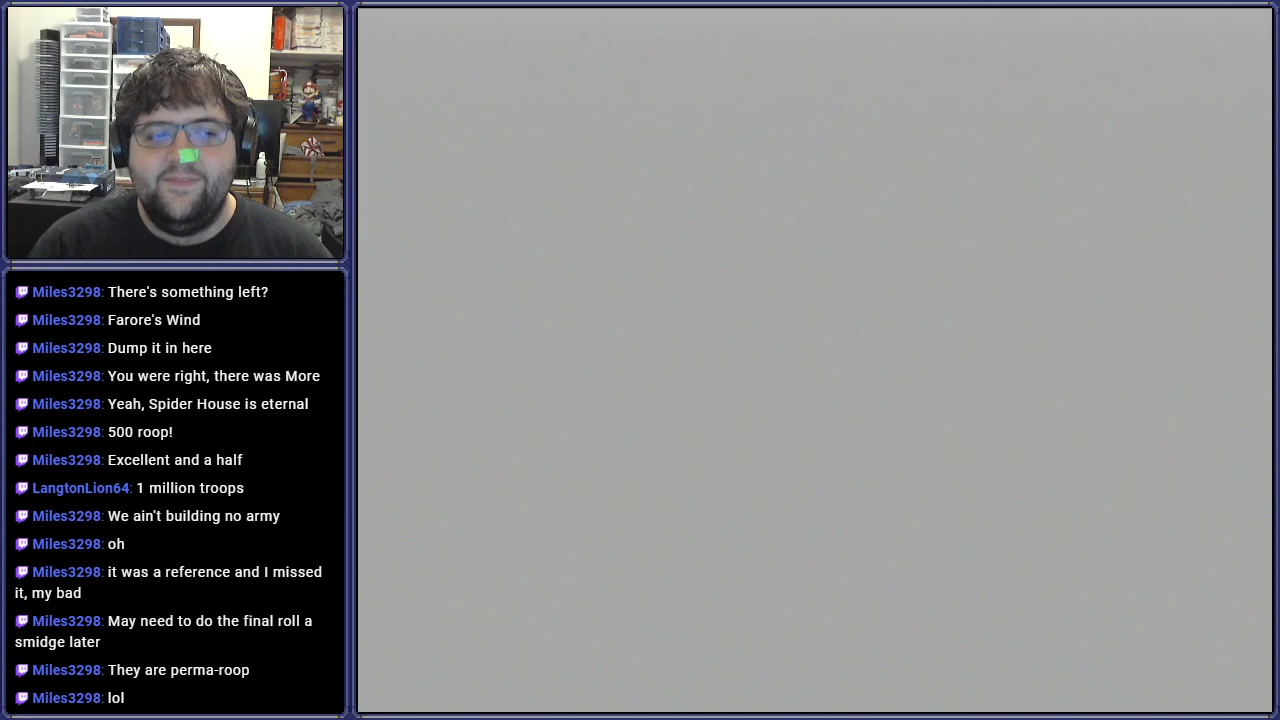 Miles3298: There's something left?
Miles3298: Farore's Wind
Miles3298: Dump it in here
Miles3298: You were right, there was More
Miles3298: Yeah, Spider House is eternal
Miles3298: 500 roop!
Miles3298: Excellent and a half
LangtonLion64: 1 million troops
Miles3298: We ain't building no army
Miles3298: oh
Miles3298: it was a reference and I missed
it, my bad
Miles3298: May need to do the final roll a
smidge later
Miles3298: They are perma-roop
Miles3298: lol